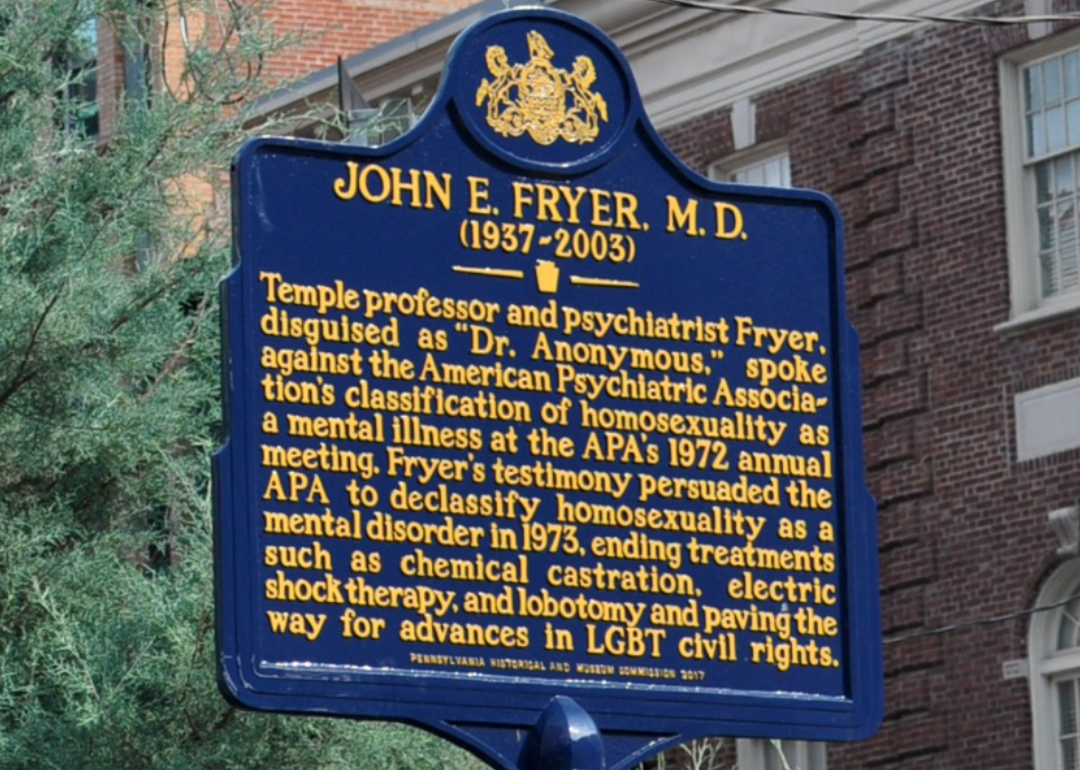 JOHN E. FRYER, M.D.
(1937-2003)
Temple professor and psychiatrist Fryer,
disguised as "Dr. Anonymous," spoke
against the American Psychiatric Associa-
tion's classification of homosexuality as
a mental illness at the APA's 1972 annual
meeting. Fryer's testimony persuaded the
APA to declassify homosexuality as a
mental disorder in 1973, ending treatments
such as chemical castration, electric
shock therapy, and lobotomy and paving the
way for advances in LGBT civil rights.
PENNSYLVANIA HISTORICAL AND MUSEUM COMMISSION 2017